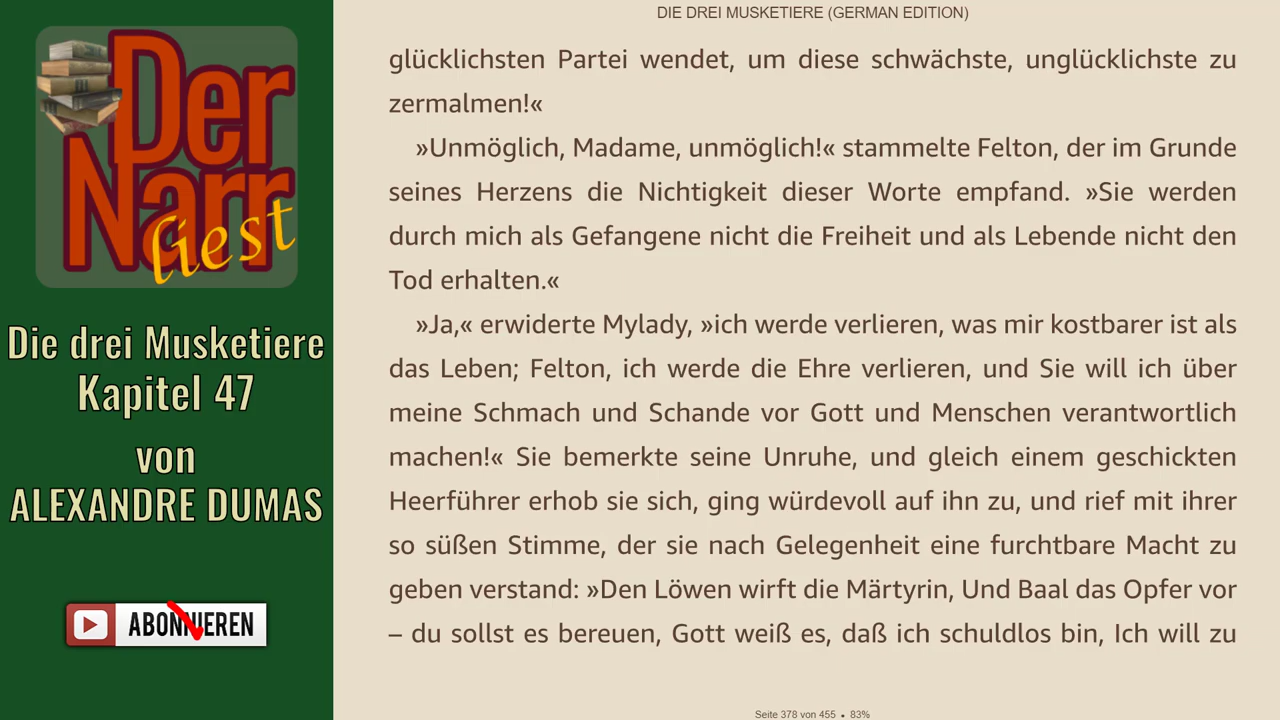 Der
Narr
liest
Die drei Musketiere
Kapitel 47
von
ALEXANDRE DUMAS
ABONNIEREN
DIE DREI MUSKETIERE (GERMAN EDITION)
glücklichsten Partei wendet, um diese schwächste, unglücklichste zu
zermalmen!«
»Unmöglich, Madame, unmöglich!« stammelte Felton, der im Grunde
seines Herzens die Nichtigkeit dieser Worte empfand. »Sie werden
durch mich als Gefangene nicht die Freiheit und als Lebende nicht den
Tod erhalten.«
»Ja,« erwiderte Mylady, »ich werde verlieren, was mir kostbarer ist als
das Leben; Felton, ich werde die Ehre verlieren, und Sie will ich über
meine Schmach und Schande vor Gott und Menschen verantwortlich
machen!« Sie bemerkte seine Unruhe, und gleich einem geschickten
Heerführer erhob sie sich, ging würdevoll auf ihn zu, und rief mit ihrer
so süßen Stimme, der sie nach Gelegenheit eine furchtbare Macht zu
geben verstand: »Den Löwen wirft die Märtyrin, Und Baal das Opfer vor
– du sollst es bereuen, Gott weiß es, daß ich schuldlos bin, Ich will zu
Seite 378 von 455 • 83%